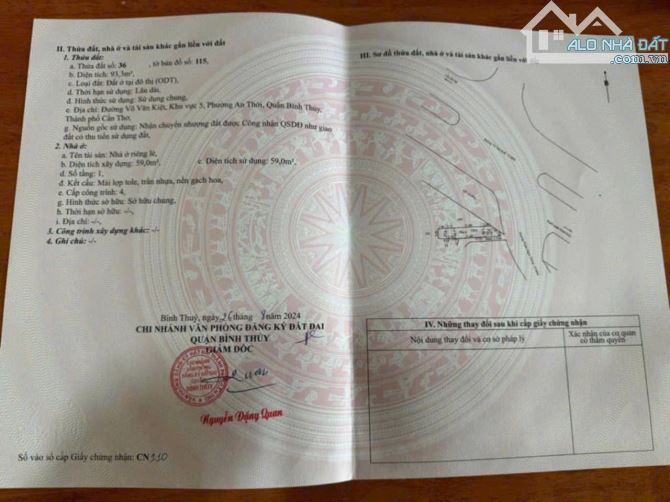 II. Thửa đất, nhà ở và tài sản khác gắn liền với đất
1. Thửa đất:
a. Thửa đất số: 36 , tờ bản đồ số: 115,
b. Diện tích: 93,3m²,
c. Loại đất: Đất ở tại đô thị (ODT),
d. Thời hạn sử dụng: Lâu dài,
đ. Hình thức sử dụng: Sử dụng chung,
e. Địa chỉ: Đường Võ Văn Kiệt, Khu vực 5, Phường An Thới, Quận Bình Thủy,
Thành phố Cần Thơ,
g. Nguồn gốc sử dụng: Nhận chuyển nhượng đất được Công nhận QSDĐ như giao
đất có thu tiền sử dụng đất.
2. Nhà ở:
a. Tên tài sản: Nhà ở riêng lẻ,
b. Diện tích xây dựng: 59,0m², c. Diện tích sử dụng: 59,0m²,
d. Số tầng: 1,
đ. Kết cấu: Mái lợp tole, trần nhựa, nền gạch hoa,
e. Cấp công trình: 4,
g. Hình thức sở hữu: Sở hữu chung,
h. Thời hạn sở hữu: -/-,
i. Địa chỉ: -/-,
3. Công trình xây dựng khác: -/-
4. Ghi chú: -/-
Bình Thuỷ, ngày 26 tháng 8 năm 2024
CHI NHÁNH VĂN PHÒNG ĐĂNG KÝ ĐẤT ĐAI
QUẬN BÌNH THỦY
GIÁM ĐỐC
Nguyễn Đặng Quan
Số vào sổ cấp Giấy chứng nhận: CN 910
ALO NHÀ ĐẤT
.com.vn
III. Sơ đồ thửa đất, nhà ở và tài sản khác gắn liền với đất
IV. Những thay đổi sau khi cấp giấy chứng nhận
Nội dung thay đổi và cơ sở pháp lý
Xác nhận của cơ quan
có thẩm quyền